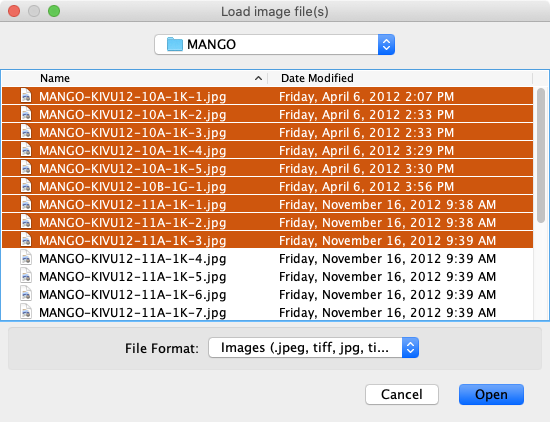 Load image file(s)
MANGO
Name Date Modified
MANGO-KIVU12-10A-1K-1.jpg Friday, April 6, 2012 2:07 PM
MANGO-KIVU12-10A-1K-2.jpg Friday, April 6, 2012 2:33 PM
MANGO-KIVU12-10A-1K-3.jpg Friday, April 6, 2012 2:33 PM
MANGO-KIVU12-10A-1K-4.jpg Friday, April 6, 2012 3:29 PM
MANGO-KIVU12-10A-1K-5.jpg Friday, April 6, 2012 3:30 PM
MANGO-KIVU12-10B-1G-1.jpg Friday, April 6, 2012 3:56 PM
MANGO-KIVU12-11A-1K-1.jpg Friday, November 16, 2012 9:38 AM
MANGO-KIVU12-11A-1K-2.jpg Friday, November 16, 2012 9:38 AM
MANGO-KIVU12-11A-1K-3.jpg Friday, November 16, 2012 9:39 AM
MANGO-KIVU12-11A-1K-4.jpg Friday, November 16, 2012 9:39 AM
MANGO-KIVU12-11A-1K-5.jpg Friday, November 16, 2012 9:39 AM
MANGO-KIVU12-11A-1K-6.jpg Friday, November 16, 2012 9:39 AM
MANGO-KIVU12-11A-1K-7.jpg Friday, November 16, 2012 9:39 AM
File Format: Images (.jpeg, tiff, jpg, ti...
Cancel Open